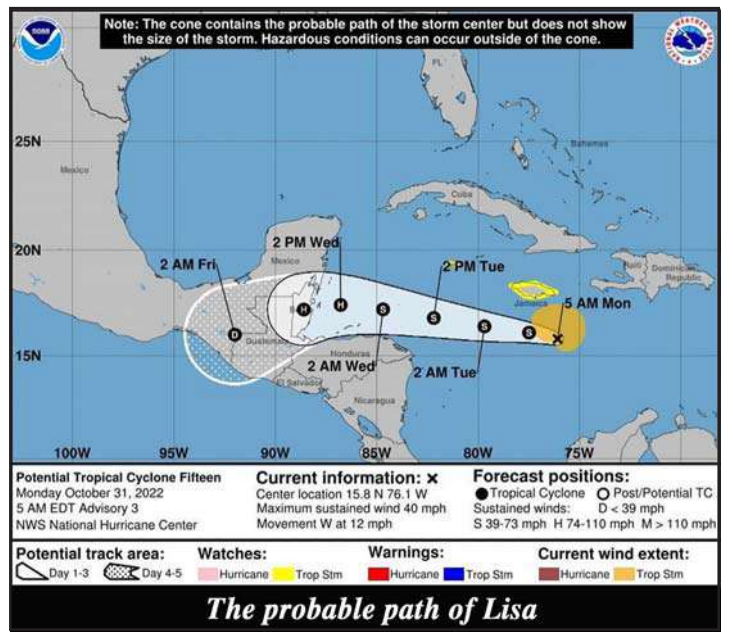 Note: The cone contains the probable path of the storm center but does not show
the size of the storm. Hazardous conditions can occur outside of the cone.
NOAA
FL
25N
Mexico
Bahamas
Cuba
20N
2 PM Wed
Mexico
2 AM Fri
2 PM Tue
Haiti
Dominican
Republic
Jamaica
5 AM Mon
S
S
S
S
H
H
D
Guatemala
15N
Honduras
2 AM Wed
2 AM Tue
El Salvador
Nicaragua
100W 95W 90W 85W 80W 75W
Potential Tropical Cyclone Fifteen
Monday October 31, 2022
5 AM EDT Advisory 3
NWS National Hurricane Center
Current information: x
Center location 15.8 N 76.1 W
Maximum sustained wind 40 mph
Movement W at 12 mph
Forecast positions:
Tropical Cyclone Post/Potential TC
Sustained winds: D < 39 mph
S 39-73 mph H 74-110 mph M > 110 mph
Potential track area:
Day 1-3 Day 4-5
Watches:
Hurricane Trop Stm
Warnings:
Hurricane Trop Stm
Current wind extent:
Hurricane Trop Stm
The probable path of Lisa